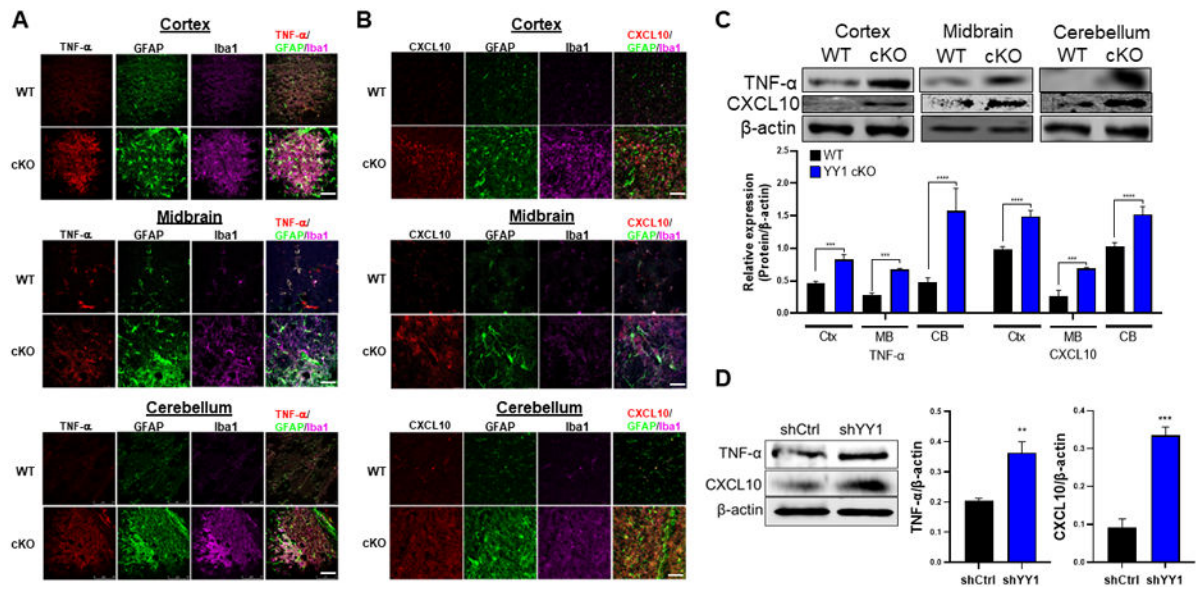 A
Cortex
TNF-α GFAP Iba1 TNF-α/
GFAP/Iba1
WT
cKO
Midbrain
TNF-α GFAP Iba1 TNF-α/
GFAP/Iba1
WT
cKO
Cerebellum
TNF-α GFAP Iba1 TNF-α/
GFAP/Iba1
WT
cKO
B
Cortex
CXCL10 GFAP Iba1 CXCL10/
GFAP/Iba1
WT
cKO
Midbrain
CXCL10 GFAP Iba1 CXCL10/
GFAP/Iba1
WT
cKO
Cerebellum
CXCL10 GFAP Iba1 CXCL10/
GFAP/Iba1
WT
cKO
C
Cortex Midbrain Cerebellum
WT cKO WT cKO WT cKO
TNF-α
CXCL10
β-actin
WT
YY1 cKO
Relative expression
(Protein/β-actin)
2.0
1.5
1.0
0.5
0.0
*** *** **** **** *** ****
Ctx MB CB Ctx MB CB
TNF-α CXCL10
D
shCtrl shYY1
TNF-α
CXCL10
β-actin
TNF-α/β-actin
0.5
0.4
0.3
0.2
0.1
0.0
**
shCtrl shYY1
CXCL10/β-actin
0.4
0.3
0.2
0.1
0.0
***
shCtrl shYY1